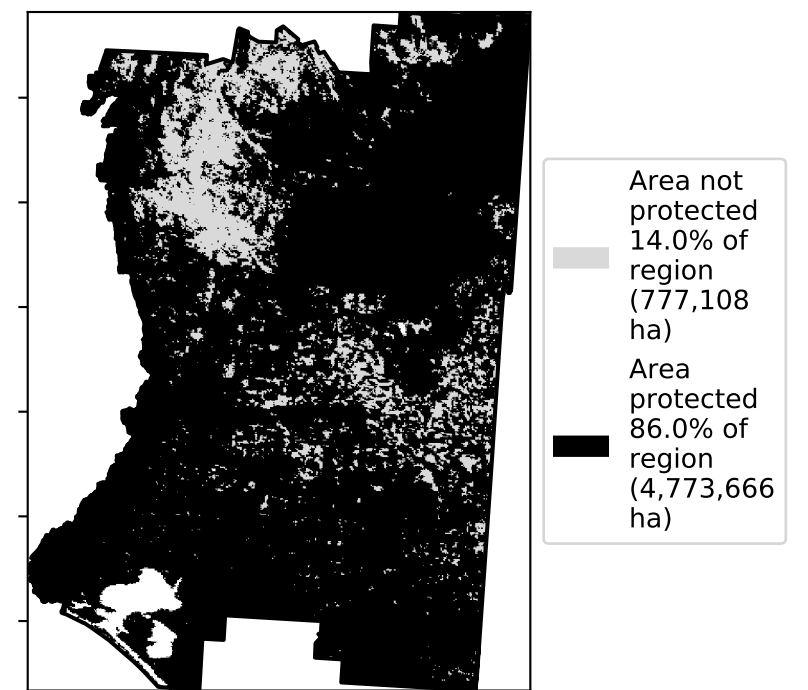 Area not
protected
14.0% of
region
(777,108
ha)
Area
protected
86.0% of
region
(4,773,666
ha)